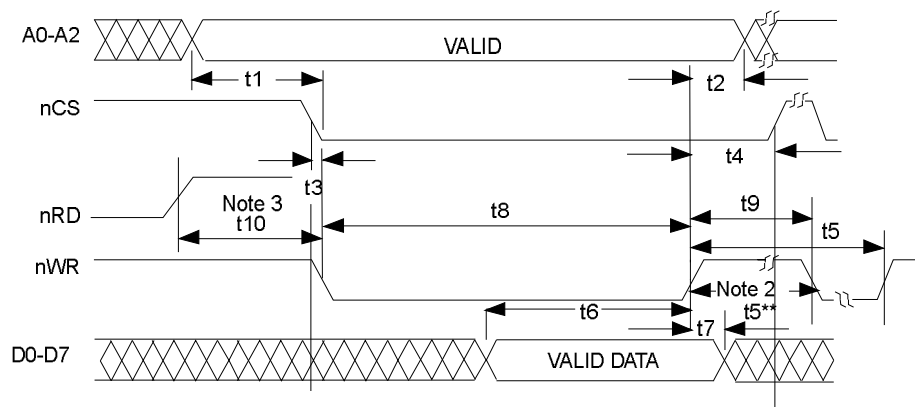 A0-A2
VALID
t1
t2
nCS
t4
t3
nRD
Note 3
t10
t8
t9
t5
nWR
Note 2
t6
t7
t5**
D0-D7
VALID DATA